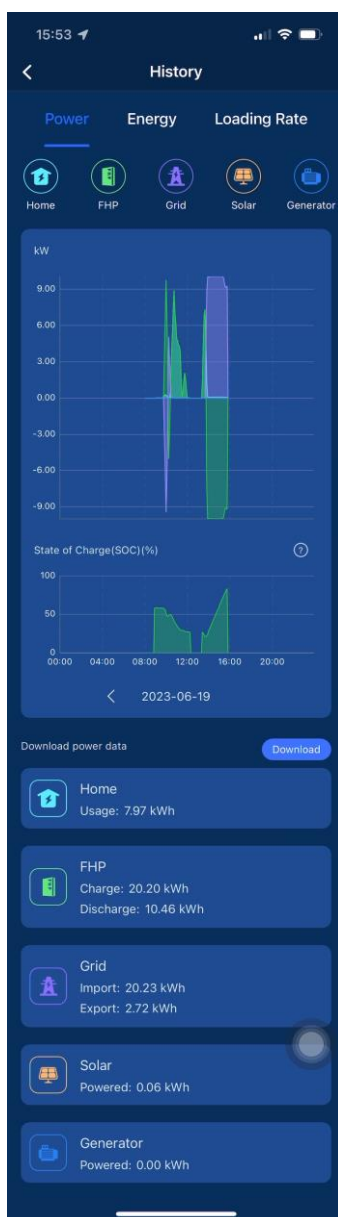 15:53
History
Power Energy Loading Rate
Home FHP Grid Solar Generator
kW
9.00
6.00
3.00
0.00
-3.00
-6.00
-9.00
State of Charge(SOC)(%) ?
100
50
0
00:00 04:00 08:00 12:00 16:00 20:00
2023-06-19
Download power data Download
Home
Usage: 7.97 kWh
FHP
Charge: 20.20 kWh
Discharge: 10.46 kWh
Grid
Import: 20.23 kWh
Export: 2.72 kWh
Solar
Powered: 0.06 kWh
Generator
Powered: 0.00 kWh